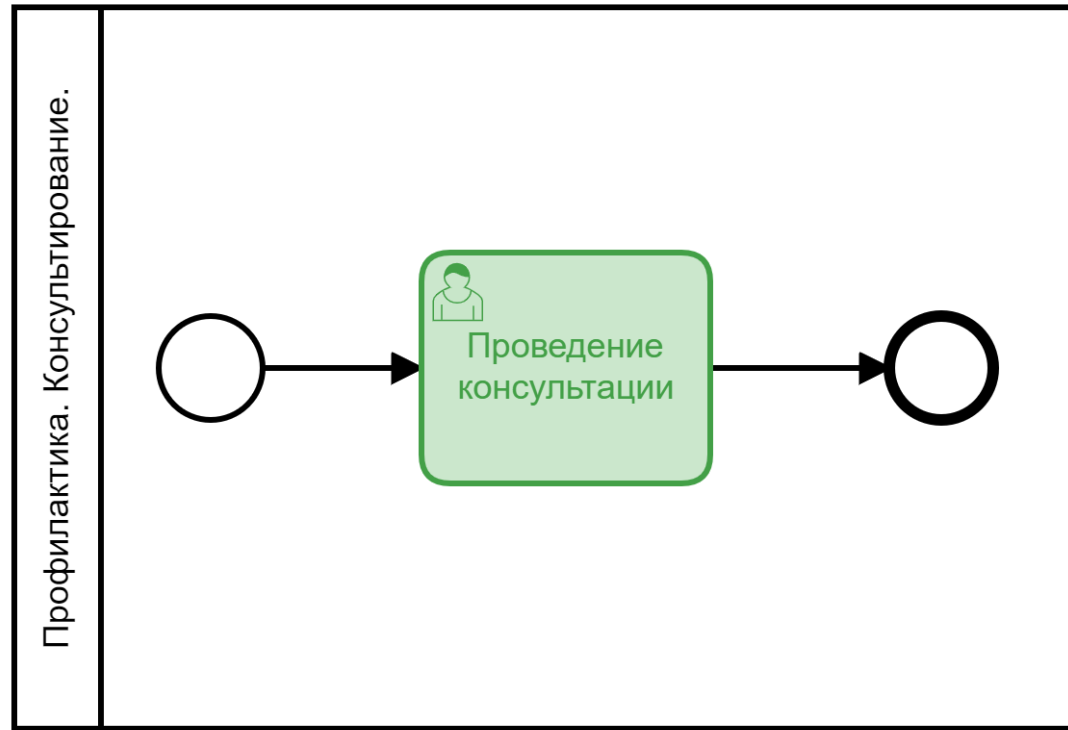 Профилактика. Консультирование.
Проведение
консультации